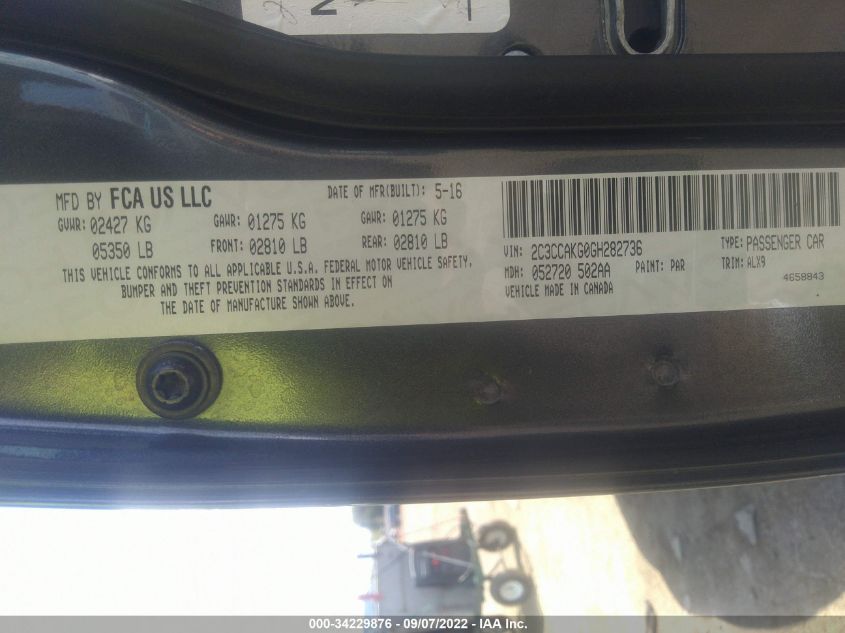 MFD BY FCA US LLC DATE OF MFR(BUILT): 5-16
GVWR: 02427 KG GAWR: 01275 KG GAWR: 01275 KG
05350 LB FRONT: 02810 LB REAR: 02810 LB
THIS VEHICLE CONFORMS TO ALL APPLICABLE U.S.A. FEDERAL MOTOR VEHICLE SAFETY,
BUMPER AND THEFT PREVENTION STANDARDS IN EFFECT ON
THE DATE OF MANUFACTURE SHOWN ABOVE.
VIN: 2C3CCAKG0GH282736 TYPE: PASSENGER CAR
MDH: 052720 502AA PAINT: PAR TRIM: ALX9
VEHICLE MADE IN CANADA 4658843
000-34229876 - 09/07/2022 - IAA Inc.